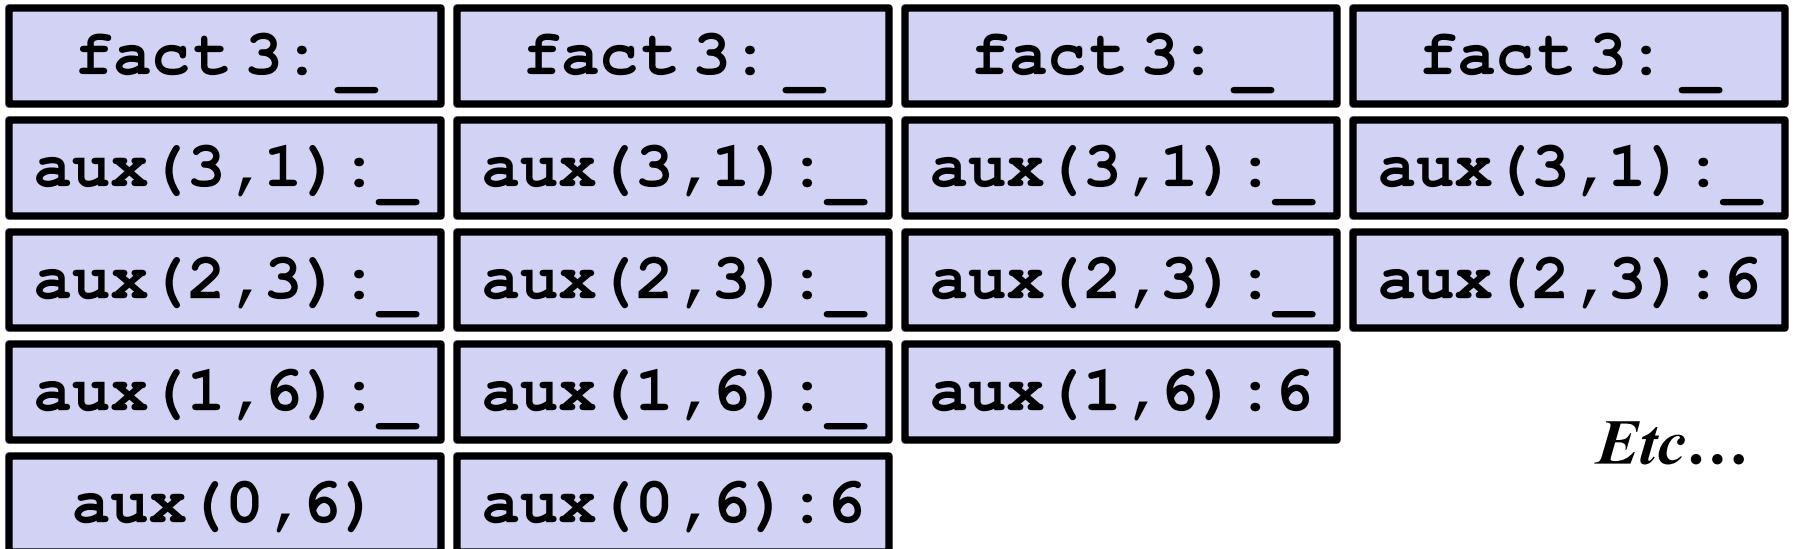 fact 3:_ fact 3:_ fact 3:_ fact 3:_
aux(3,1):_ aux(3,1):_ aux(3,1):_ aux(3,1):_
aux(2,3):_ aux(2,3):_ aux(2,3):_ aux(2,3):6
aux(1,6):_ aux(1,6):_ aux(1,6):6
Etc…
aux(0,6) aux(0,6):6